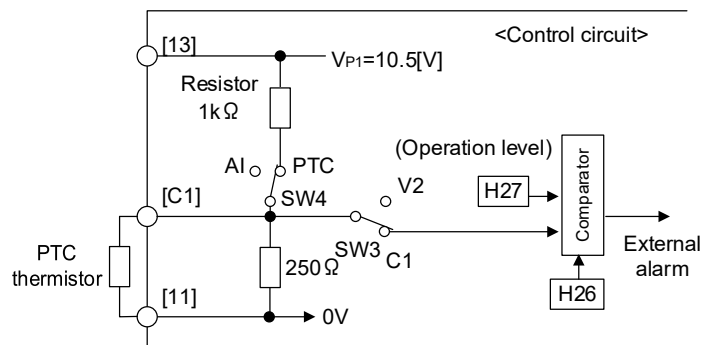 [13]
<Control circuit>
VP1=10.5[V]
Resistor
1kΩ
AI
PTC
(Operation level)
V2
H27
Comparator
[C1]
SW4
SW3
C1
PTC
thermistor
250Ω
External
alarm
[11]
0V
H26